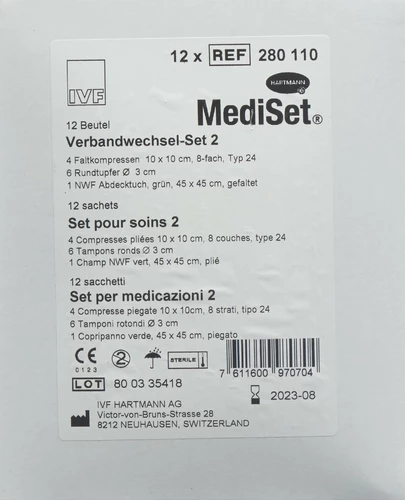 12 x REF 280 110
IVF
HARTMANN
MediSet®
12 Beutel
Verbandwechsel-Set 2
4 Faltkompressen 10 x 10 cm, 8-fach, Typ 24
6 Rundtupfer Ø 3 cm
1 NWF Abdecktuch, grün, 45 x 45 cm, gefaltet
12 sachets
Set pour soins 2
4 Compresses pliées 10 x 10 cm, 8 couches, type 24
6 Tampons ronds Ø 3 cm
1 Champ NWF vert, 45 x 45 cm, plié
12 sacchetti
Set per medicazioni 2
4 Compresse piegate 10 x 10cm, 8 strati, tipo 24
6 Tamponi rotondi Ø 3 cm
1 Copripanno verde, 45 x 45 cm, piegato
CE 0123
2
STERILE
LOT 80 03 35418
7 611600 970704
2023-08
IVF HARTMANN AG
Victor-von-Bruns-Strasse 28
8212 NEUHAUSEN, SWITZERLAND